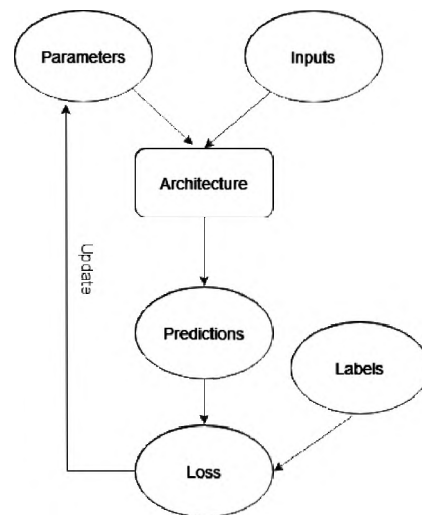 Parameters
Inputs
Architecture
Update
Predictions
Labels
Loss